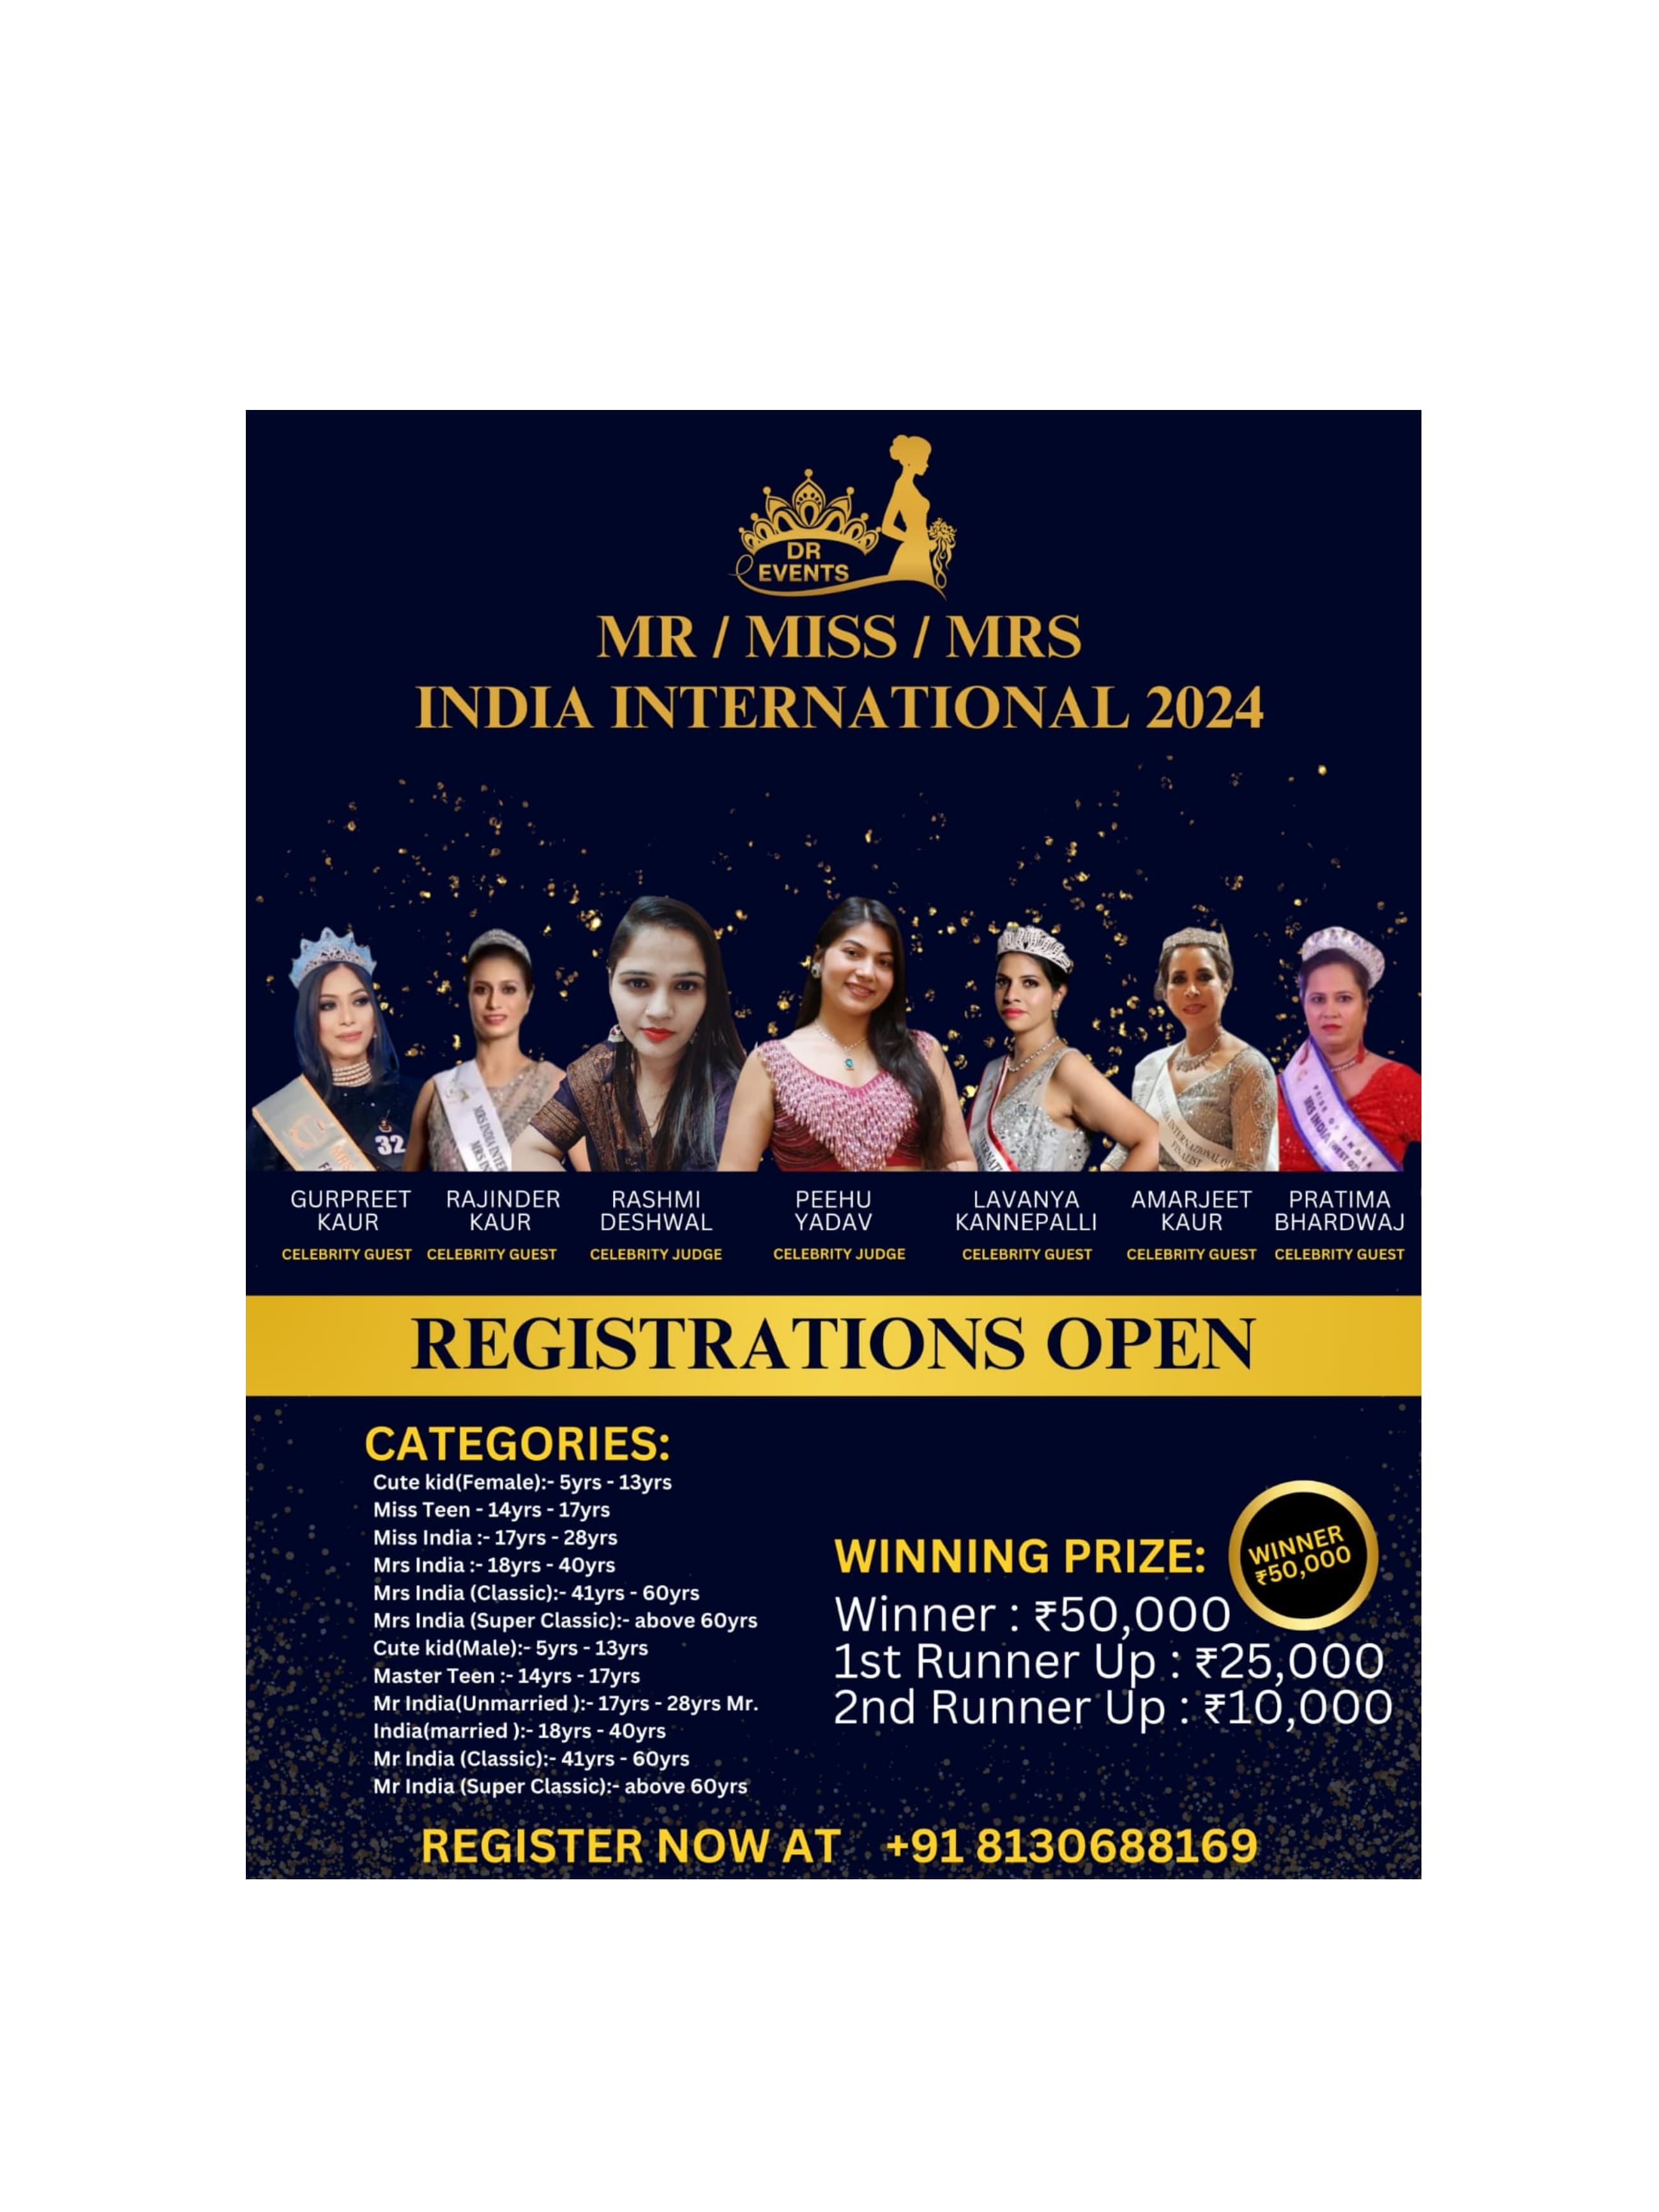 DR
EVENTS
MR / MISS / MRS
INDIA INTERNATIONAL 2024
32
INTERNATIONAL
FINALIST
GURPREET
KAUR
CELEBRITY GUEST
RAJINDER
KAUR
CELEBRITY GUEST
RASHMI
DESHWAL
CELEBRITY JUDGE
PEEHU
YADAV
CELEBRITY JUDGE
LAVANYA
KANNEPALLI
CELEBRITY GUEST
AMARJEET
KAUR
CELEBRITY GUEST
PRATIMA
BHARDWAJ
CELEBRITY GUEST
REGISTRATIONS OPEN
CATEGORIES:
Cute kid(Female):- 5yrs - 13yrs
Miss Teen - 14yrs - 17yrs
Miss India :- 17yrs - 28yrs
Mrs India :- 18yrs - 40yrs
Mrs India (Classic):- 41yrs - 60yrs
Mrs India (Super Classic):- above 60yrs
Cute kid(Male):- 5yrs - 13yrs
Master Teen :- 14yrs - 17yrs
Mr India(Unmarried ):- 17yrs - 28yrs Mr.
India(married ):- 18yrs - 40yrs
Mr India (Classic):- 41yrs - 60yrs
Mr India (Super Classic):- above 60yrs
WINNING PRIZE:
WINNER
₹50,000
Winner : ₹50,000
1st Runner Up : ₹25,000
2nd Runner Up : ₹10,000
REGISTER NOW AT +91 8130688169